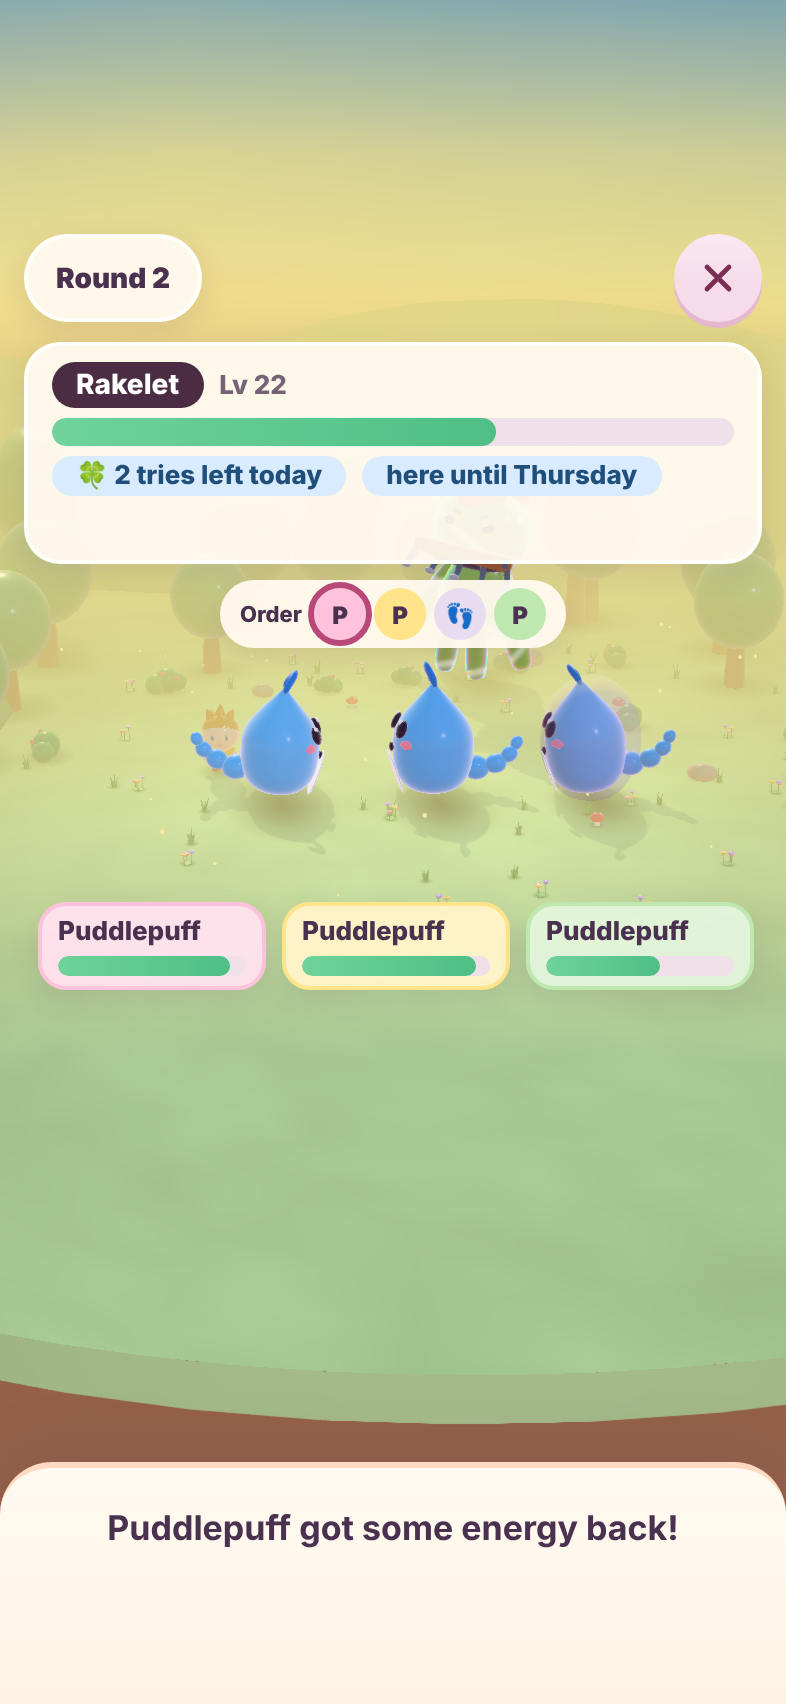 Round 2
Rakelet Lv 22
🍀 2 tries left today here until Thursday
Order P P 👣 P
Puddlepuff Puddlepuff Puddlepuff
Puddlepuff got some energy back!